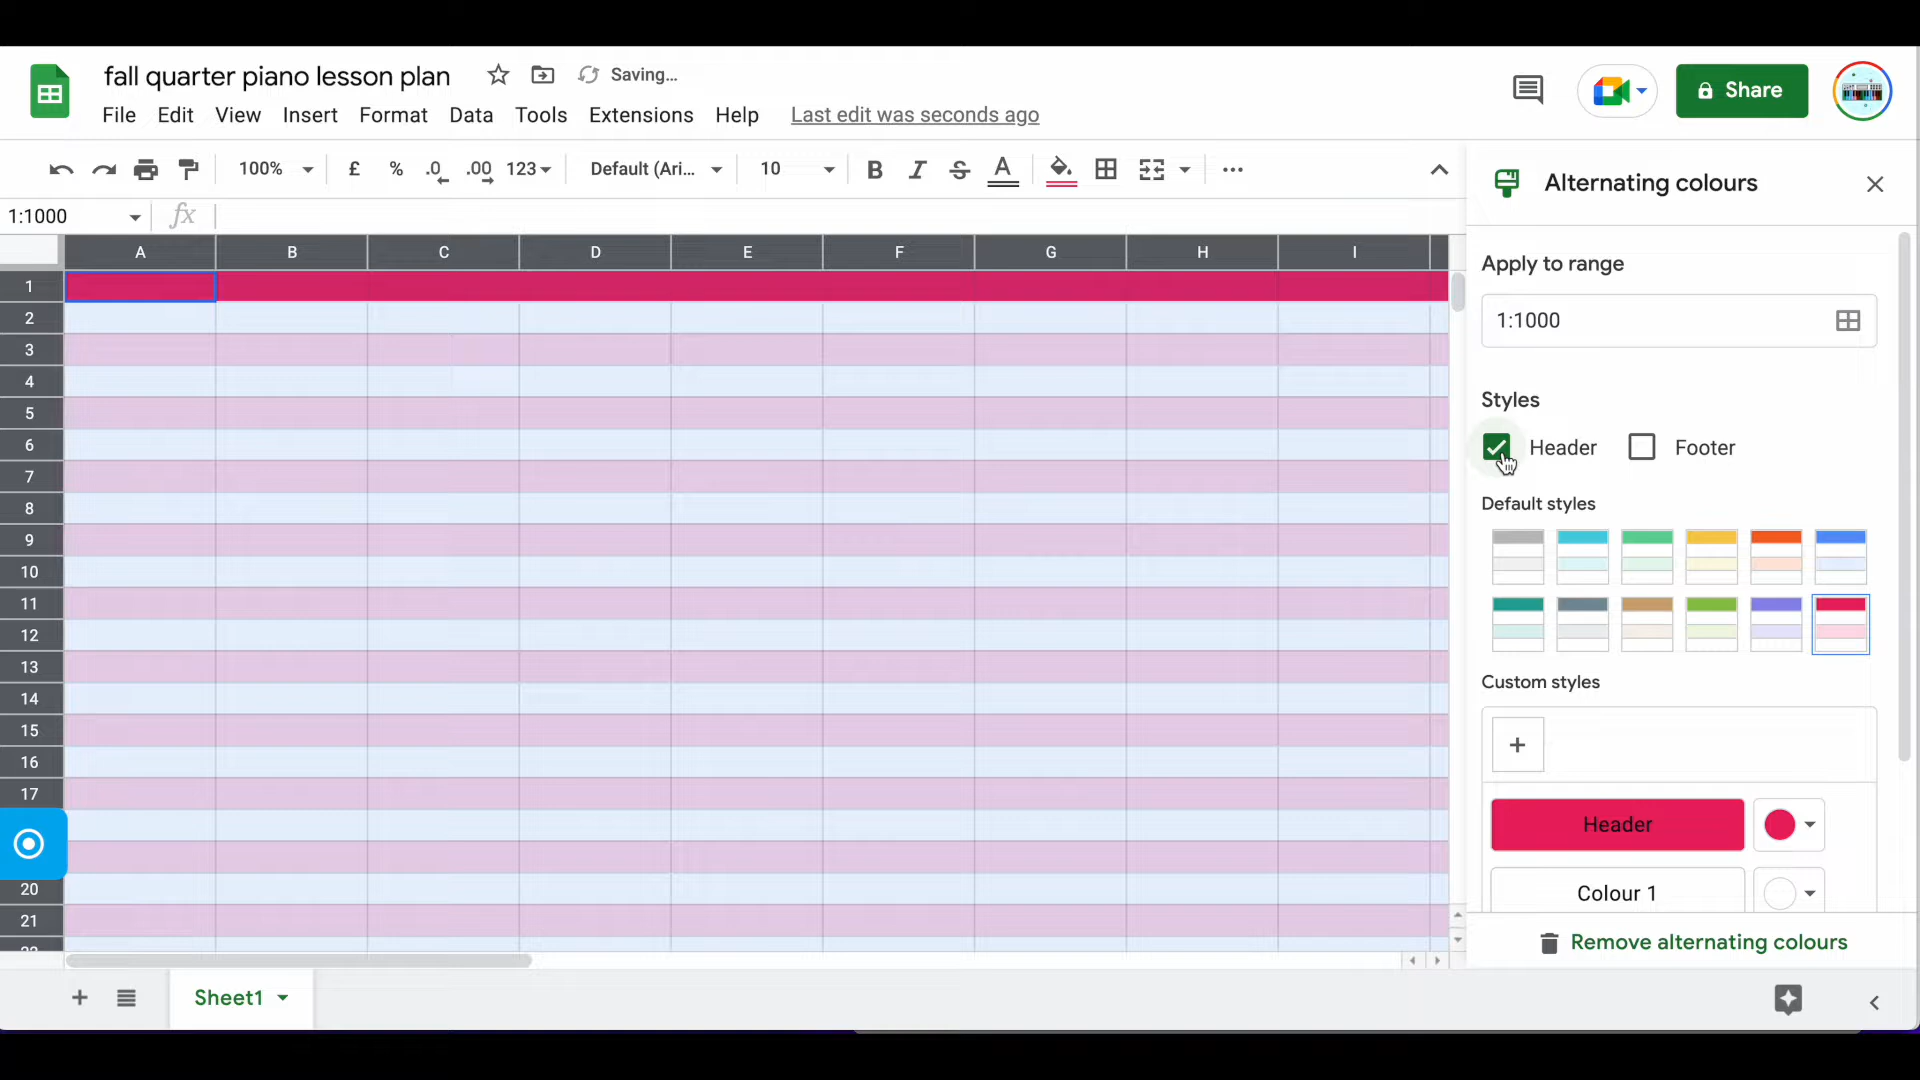 fall quarter piano lesson plan Saving...
File Edit View Insert Format Data Tools Extensions Help Last edit was seconds ago
Share
100% £ % .0 .00 123 Default (Ari... 10 B I S A
Alternating colours
1:1000 fx
A B C D E F G H I
Apply to range
1:1000
Styles
Header Footer
Default styles
Custom styles
+
Header
Colour 1
Remove alternating colours
1
2
3
4
5
6
7
8
9
10
11
12
13
14
15
16
17
20
21
Sheet1